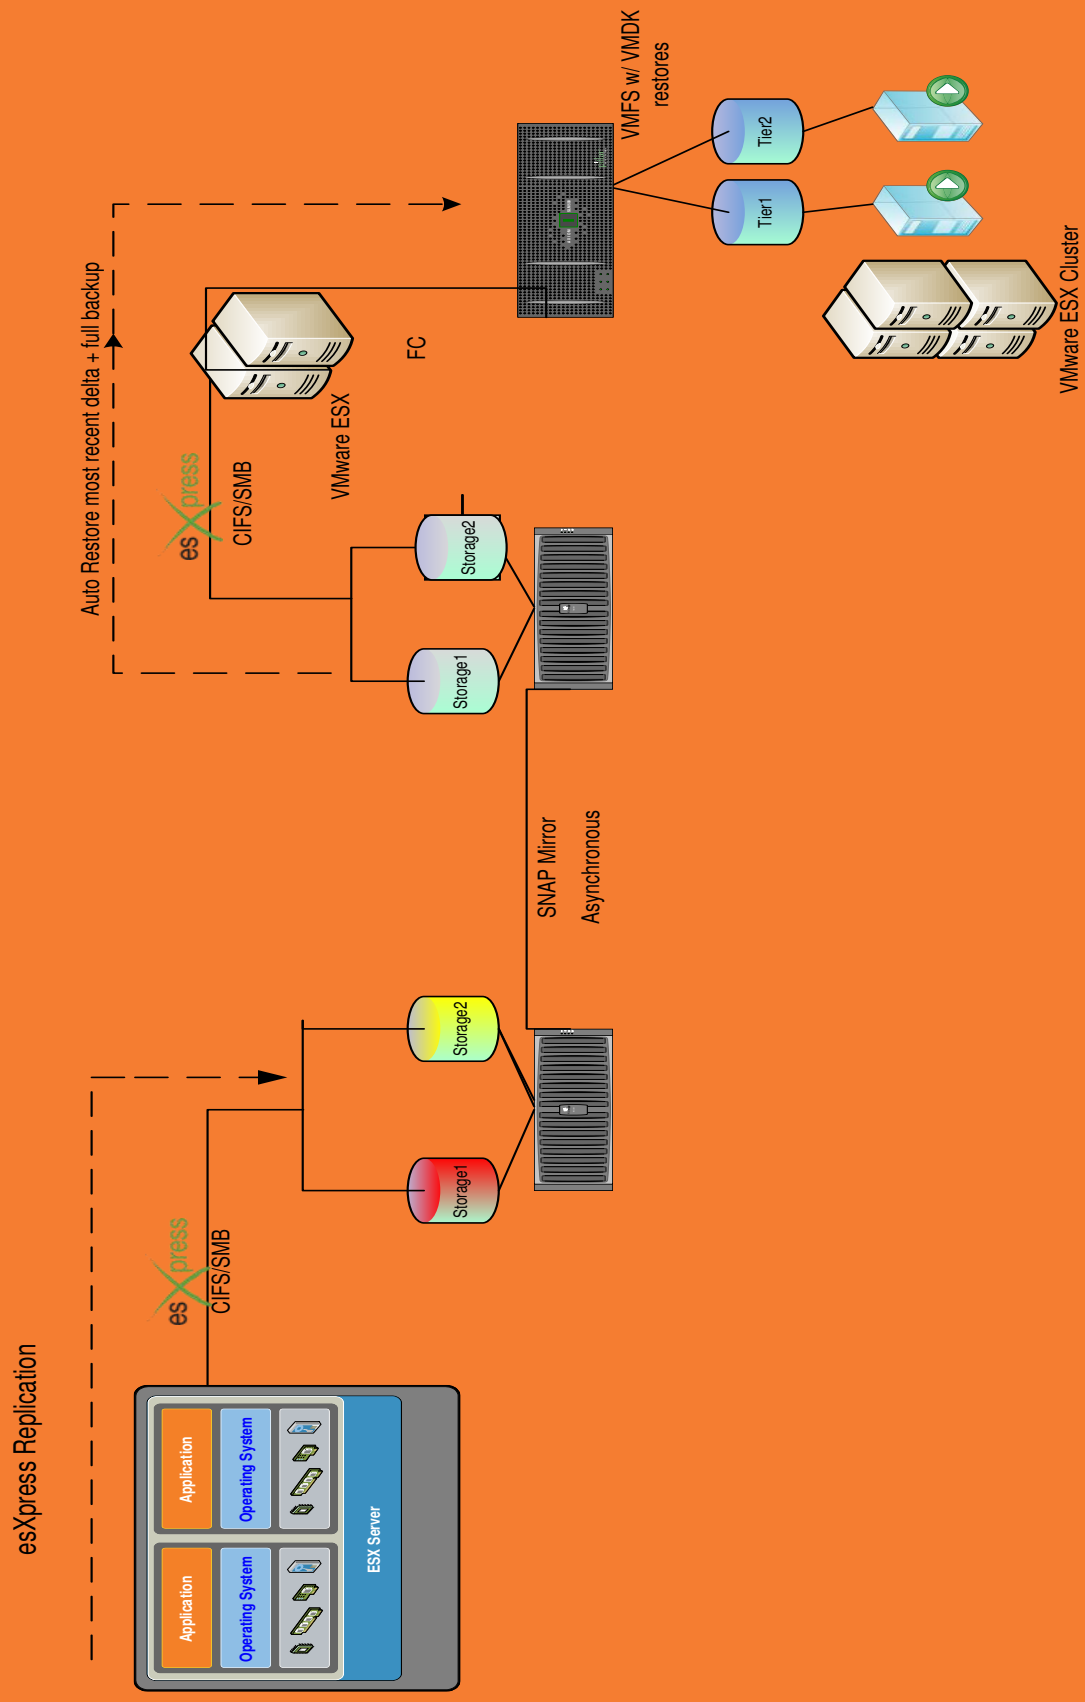 esXpress Replication
Application
Operating System
Application
Operating System
ESX Server
esXpress
CIFS/SMB
Storage1
Storage2
SNAP Mirror
Asynchronous
Storage1
Storage2
Auto Restore most recent delta + full backup
esXpress
CIFS/SMB
VMware ESX
FC
VMFS w/ VMDK
restores
Tier1
Tier2
VMware ESX Cluster